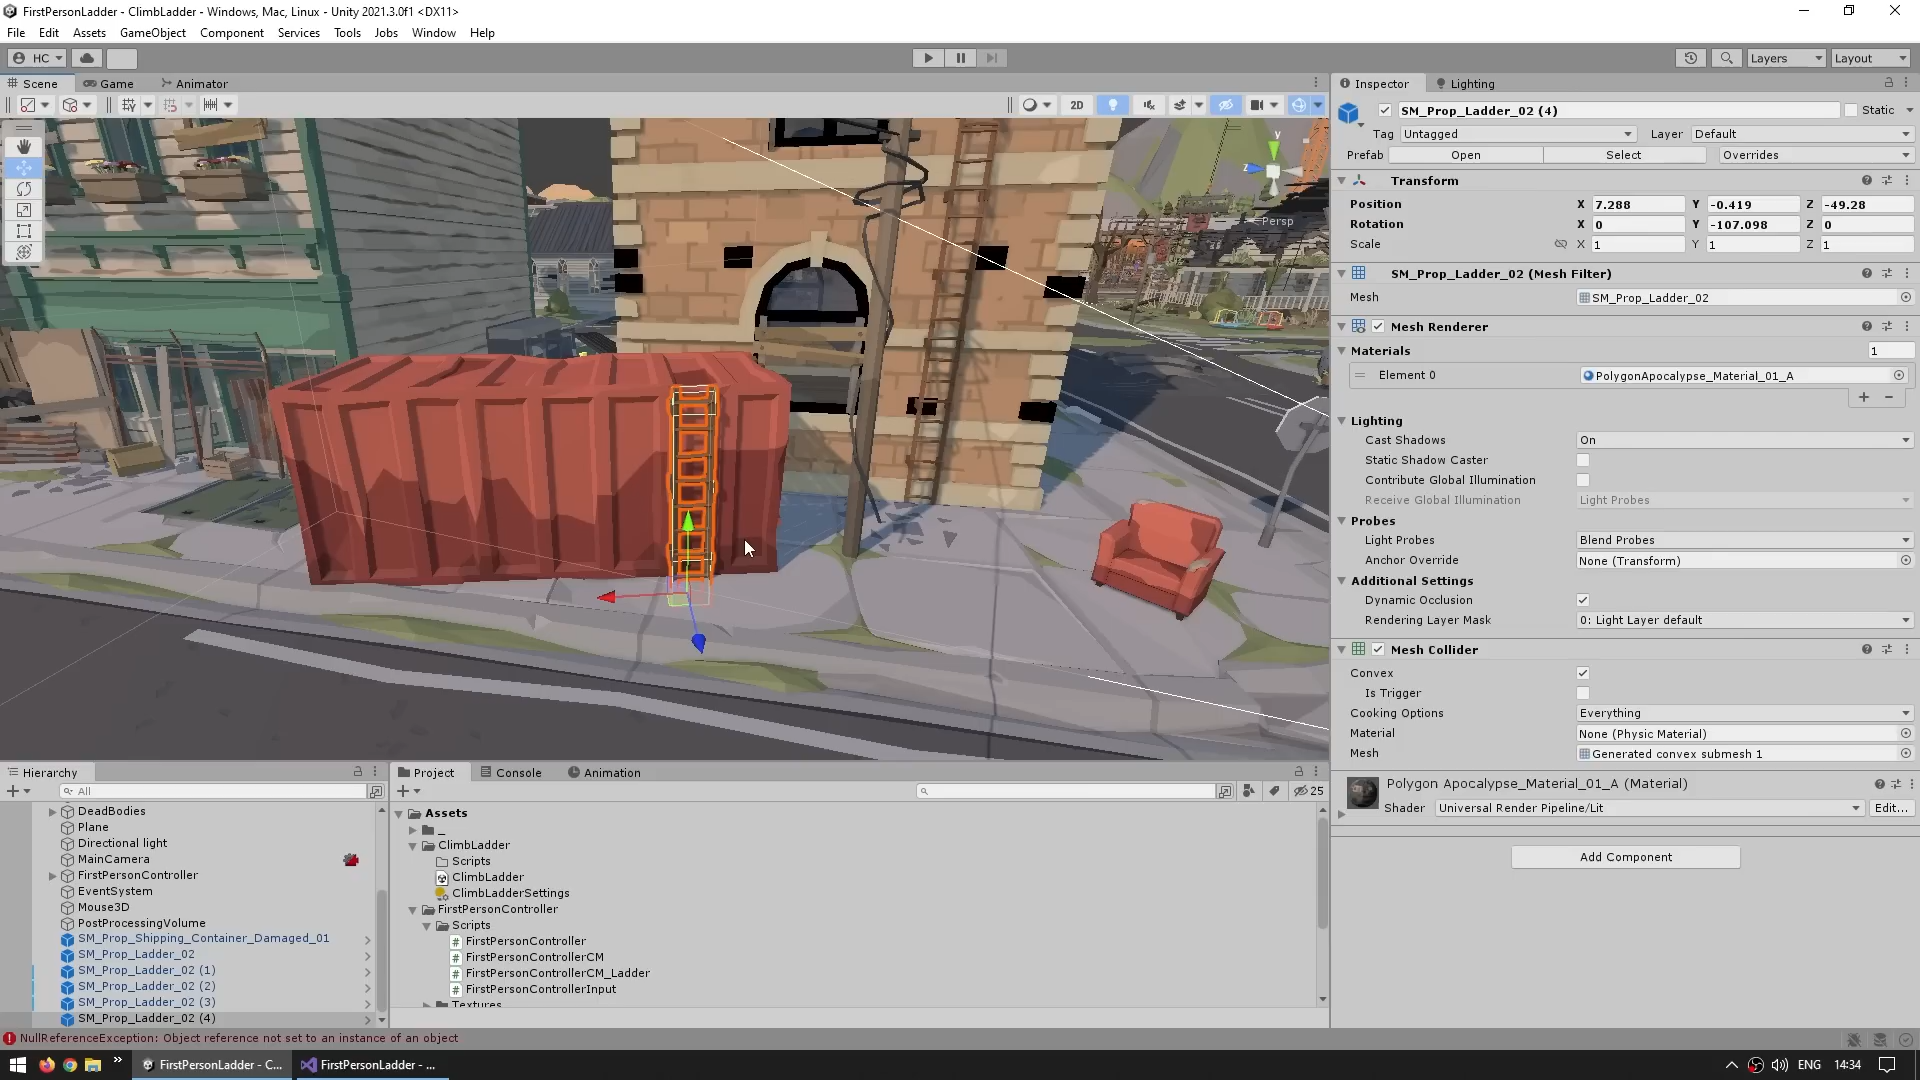 FirstPersonLadder - ClimbLadder - Windows, Mac, Linux - Unity 2021.3.0f1 <DX11>
File Edit Assets GameObject Component Services Tools Jobs Window Help
HC Layers Layout
Scene Game Animator
2D
y
z
Persp
Inspector Lighting
SM_Prop_Ladder_02 (4) Static
Tag Untagged Layer Default
Prefab Open Select Overrides
Transform
Position X 7.288 Y -0.419 Z -49.28
Rotation X 0 Y -107.098 Z 0
Scale X 1 Y 1 Z 1
SM_Prop_Ladder_02 (Mesh Filter)
Mesh SM_Prop_Ladder_02
Mesh Renderer
Materials 1
Element 0 PolygonApocalypse_Material_01_A
Lighting
Cast Shadows On
Static Shadow Caster
Contribute Global Illumination
Receive Global Illumination Light Probes
Probes
Light Probes Blend Probes
Anchor Override None (Transform)
Additional Settings
Dynamic Occlusion
Rendering Layer Mask 0: Light Layer default
Mesh Collider
Convex
Is Trigger
Cooking Options Everything
Material None (Physic Material)
Mesh Generated convex submesh 1
Polygon Apocalypse_Material_01_A (Material)
Shader Universal Render Pipeline/Lit Edit...
Add Component
Hierarchy
All
DeadBodies
Plane
Directional light
MainCamera
FirstPersonController
EventSystem
Mouse3D
PostProcessingVolume
SM_Prop_Shipping_Container_Damaged_01
SM_Prop_Ladder_02
SM_Prop_Ladder_02 (1)
SM_Prop_Ladder_02 (2)
SM_Prop_Ladder_02 (3)
SM_Prop_Ladder_02 (4)
Project Console Animation
25
Assets
_
ClimbLadder
Scripts
ClimbLadder
ClimbLadderSettings
FirstPersonController
Scripts
FirstPersonController
FirstPersonControllerCM
FirstPersonControllerCM_Ladder
FirstPersonControllerInput
Textures
NullReferenceException: Object reference not set to an instance of an object
FirstPersonLadder - C... FirstPersonLadder - ... ENG 14:34